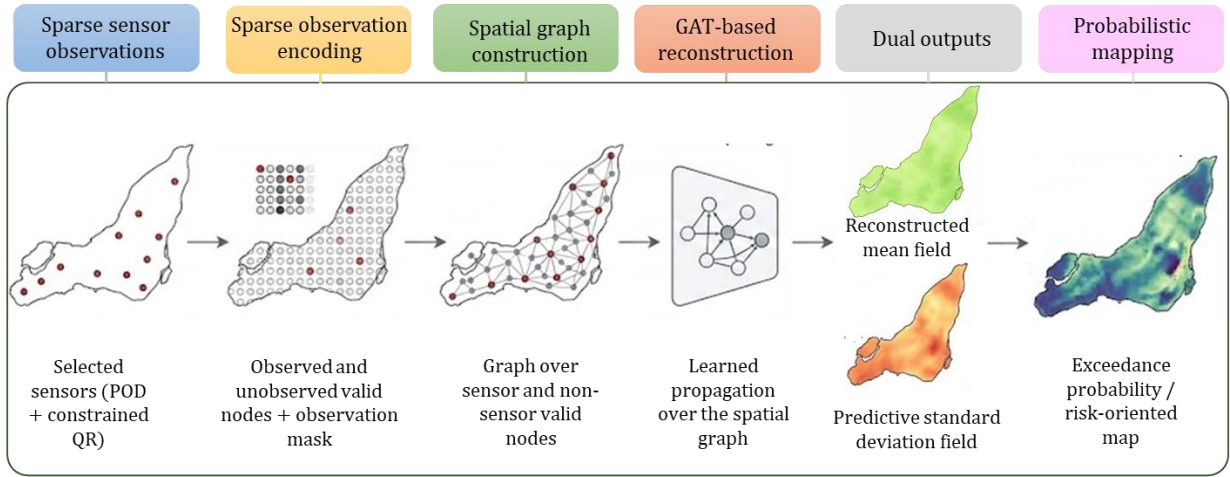 Sparse sensor
observations
Sparse observation
encoding
Spatial graph
construction
GAT-based
reconstruction
Dual outputs
Probabilistic
mapping
Reconstructed
mean field
Selected
sensors (POD
+ constrained
QR)
Observed and
unobserved valid
nodes + observation
mask
Graph over
sensor and non-
sensor valid
nodes
Learned
propagation
over the spatial
graph
Predictive standard
deviation field
Exceedance
probability /
risk-oriented
map